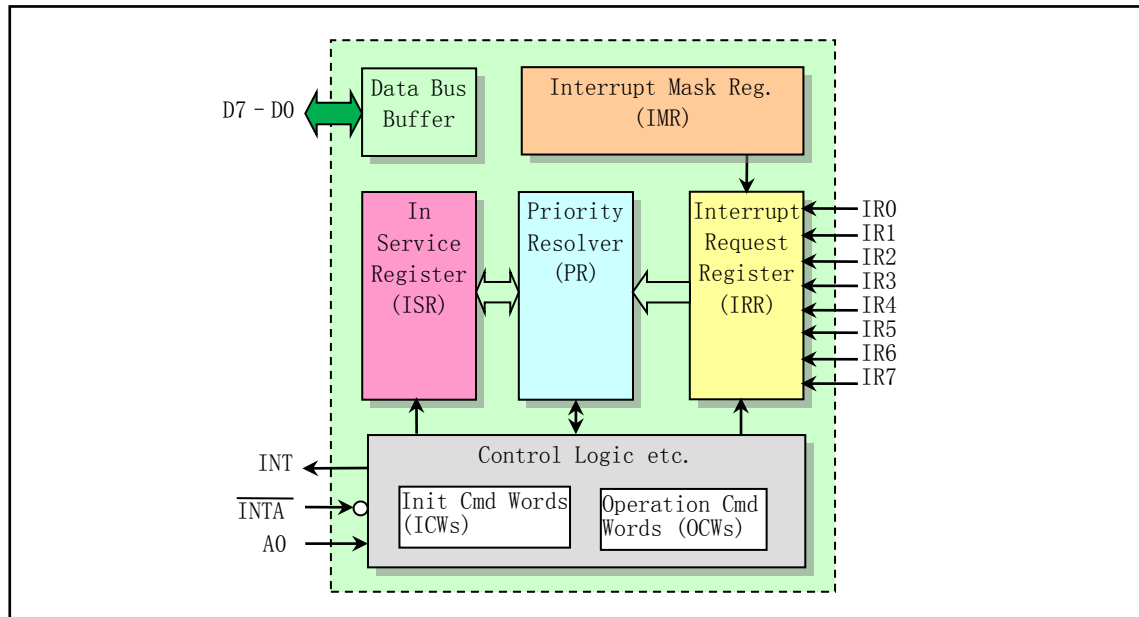 D7 - D0
Data Bus
Buffer
Interrupt Mask Reg.
(IMR)
In
Service
Register
(ISR)
Priority
Resolver
(PR)
Interrupt
Request
Register
(IRR)
IR0
IR1
IR2
IR3
IR4
IR5
IR6
IR7
INT
INTA
A0
Control Logic etc.
Init Cmd Words
(ICWs)
Operation Cmd
Words (OCWs)